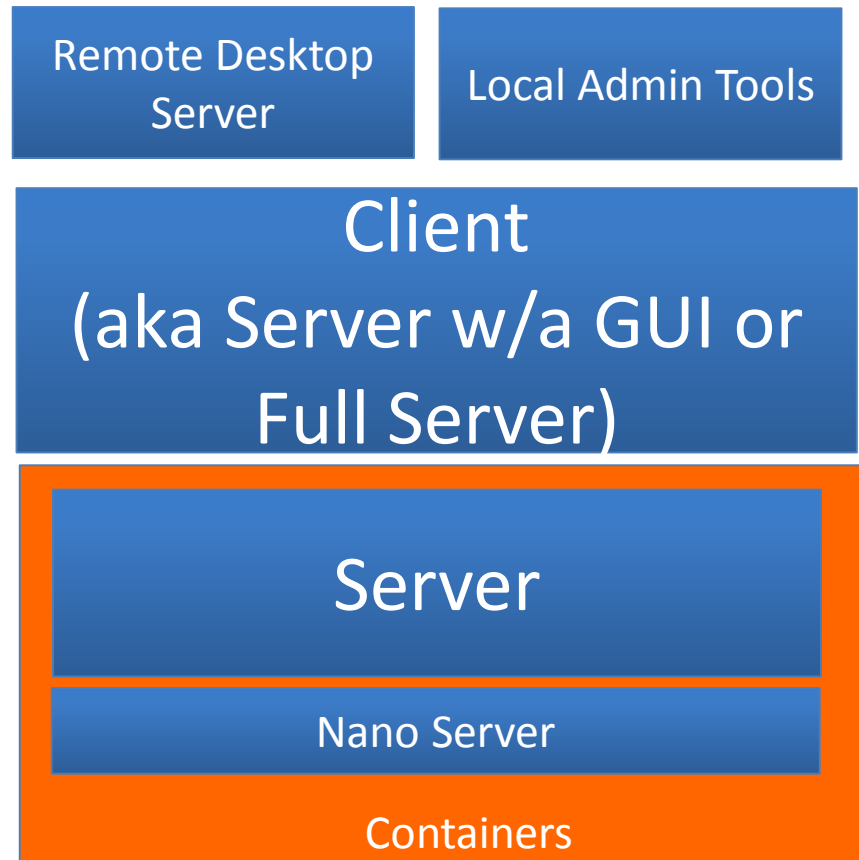 Remote Desktop
Server
Local Admin Tools
Client
(aka Server w/a GUI or
Full Server)
Server
Nano Server
Containers